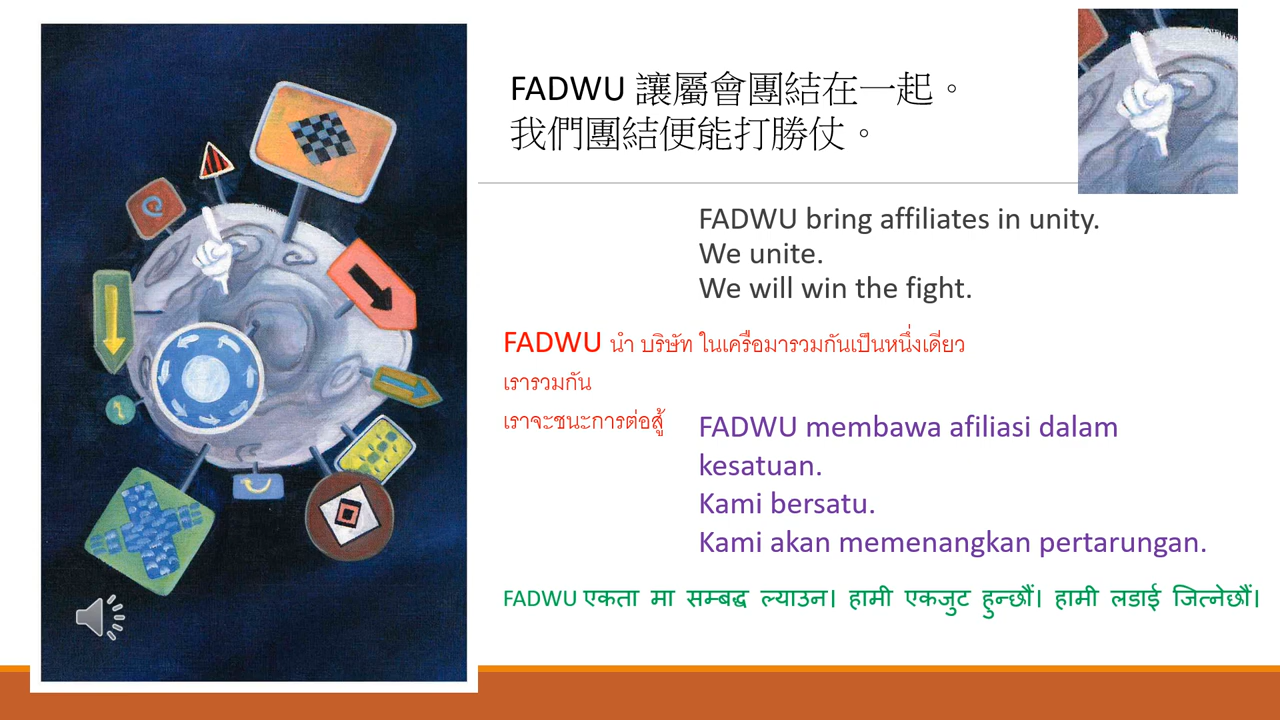 FADWU 讓屬會團結在一起。
我們團結便能打勝仗。
FADWU bring affiliates in unity.
We unite.
We will win the fight.
FADWU นำ บริษัท ในเครือมารวมกันเป็นหนึ่งเดียว
เรารวมกัน
เราจะชนะการต่อสู้
FADWU membawa afiliasi dalam
kesatuan.
Kami bersatu.
Kami akan memenangkan pertarungan.
FADWU एकता मा सम्बद्ध ल्याउन। हामी एकजुट हुन्छौं। हामी लडाई जित्नेछौं।